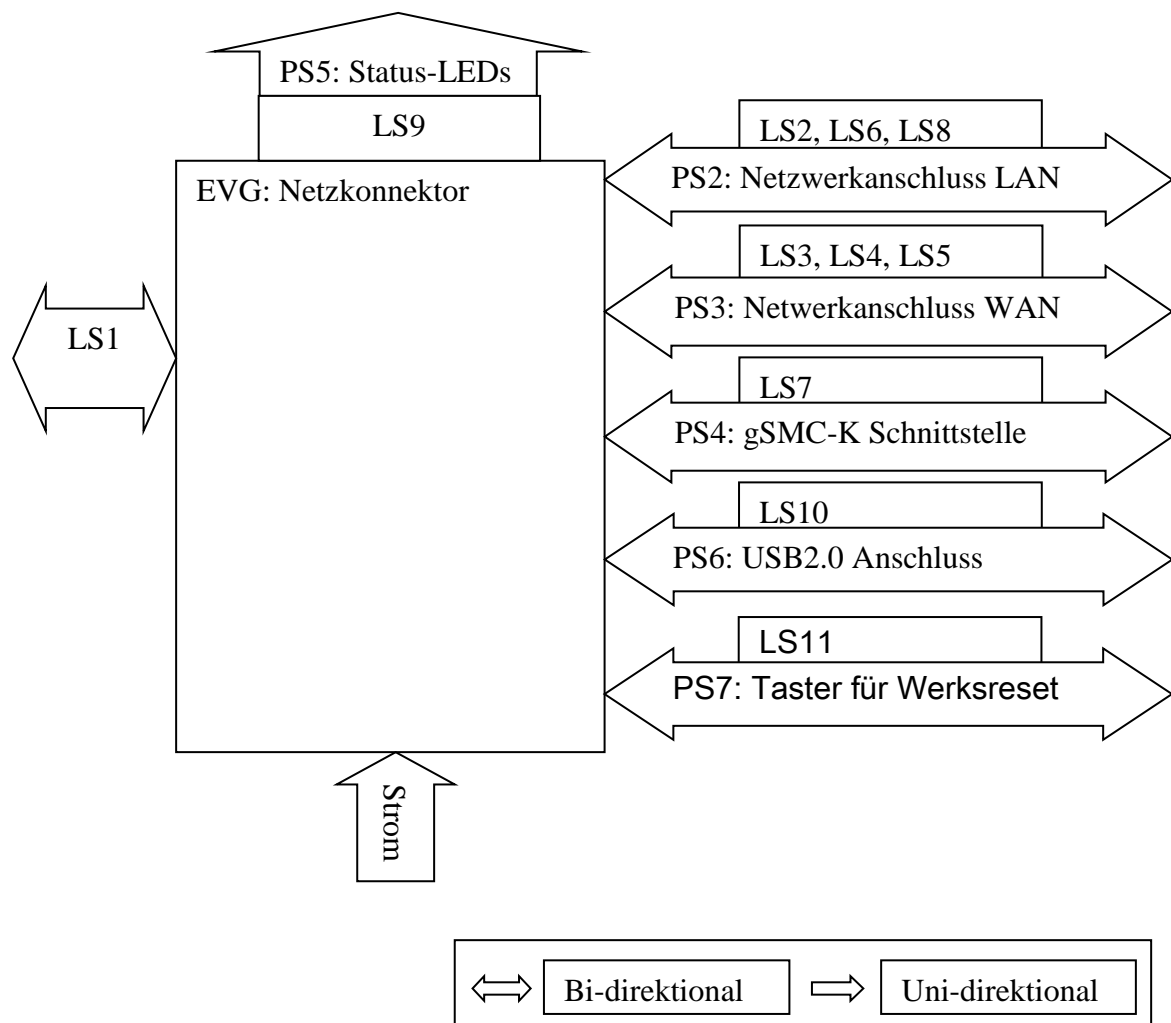 PS5: Status-LEDs
LS9
EVG: Netzkonnektor
LS1
LS2, LS6, LS8
PS2: Netzwerkanschluss LAN
LS3, LS4, LS5
PS3: Netwerkanschluss WAN
LS7
PS4: gSMC-K Schnittstelle
LS10
PS6: USB2.0 Anschluss
LS11
PS7: Taster für Werksreset
Strom
Bi-direktional
Uni-direktional